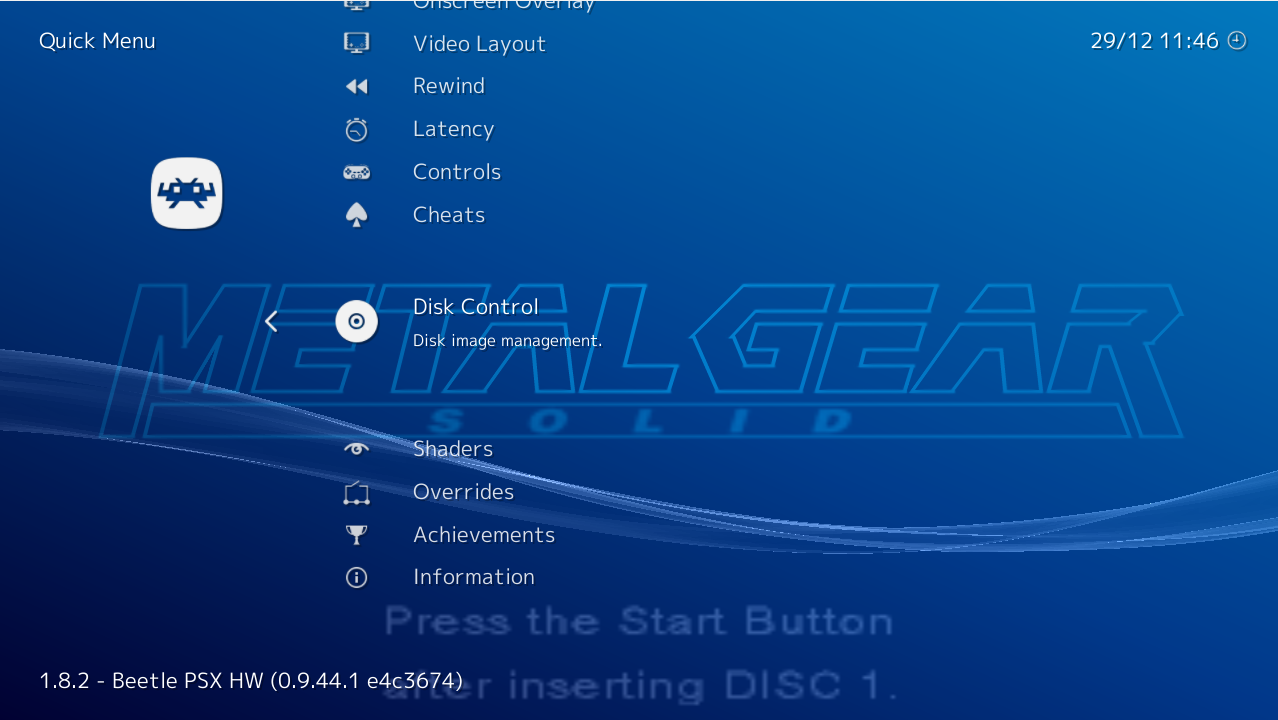 Onscreen Overlay
Quick Menu
29/12 11:46
Video Layout
Rewind
Latency
Controls
Cheats
METAL GEAR
SOLID
Disk Control
Disk image management.
Shaders
Overrides
Achievements
Information
Press the Start Button
after inserting DISC 1.
1.8.2 - Beetle PSX HW (0.9.44.1 e4c3674)